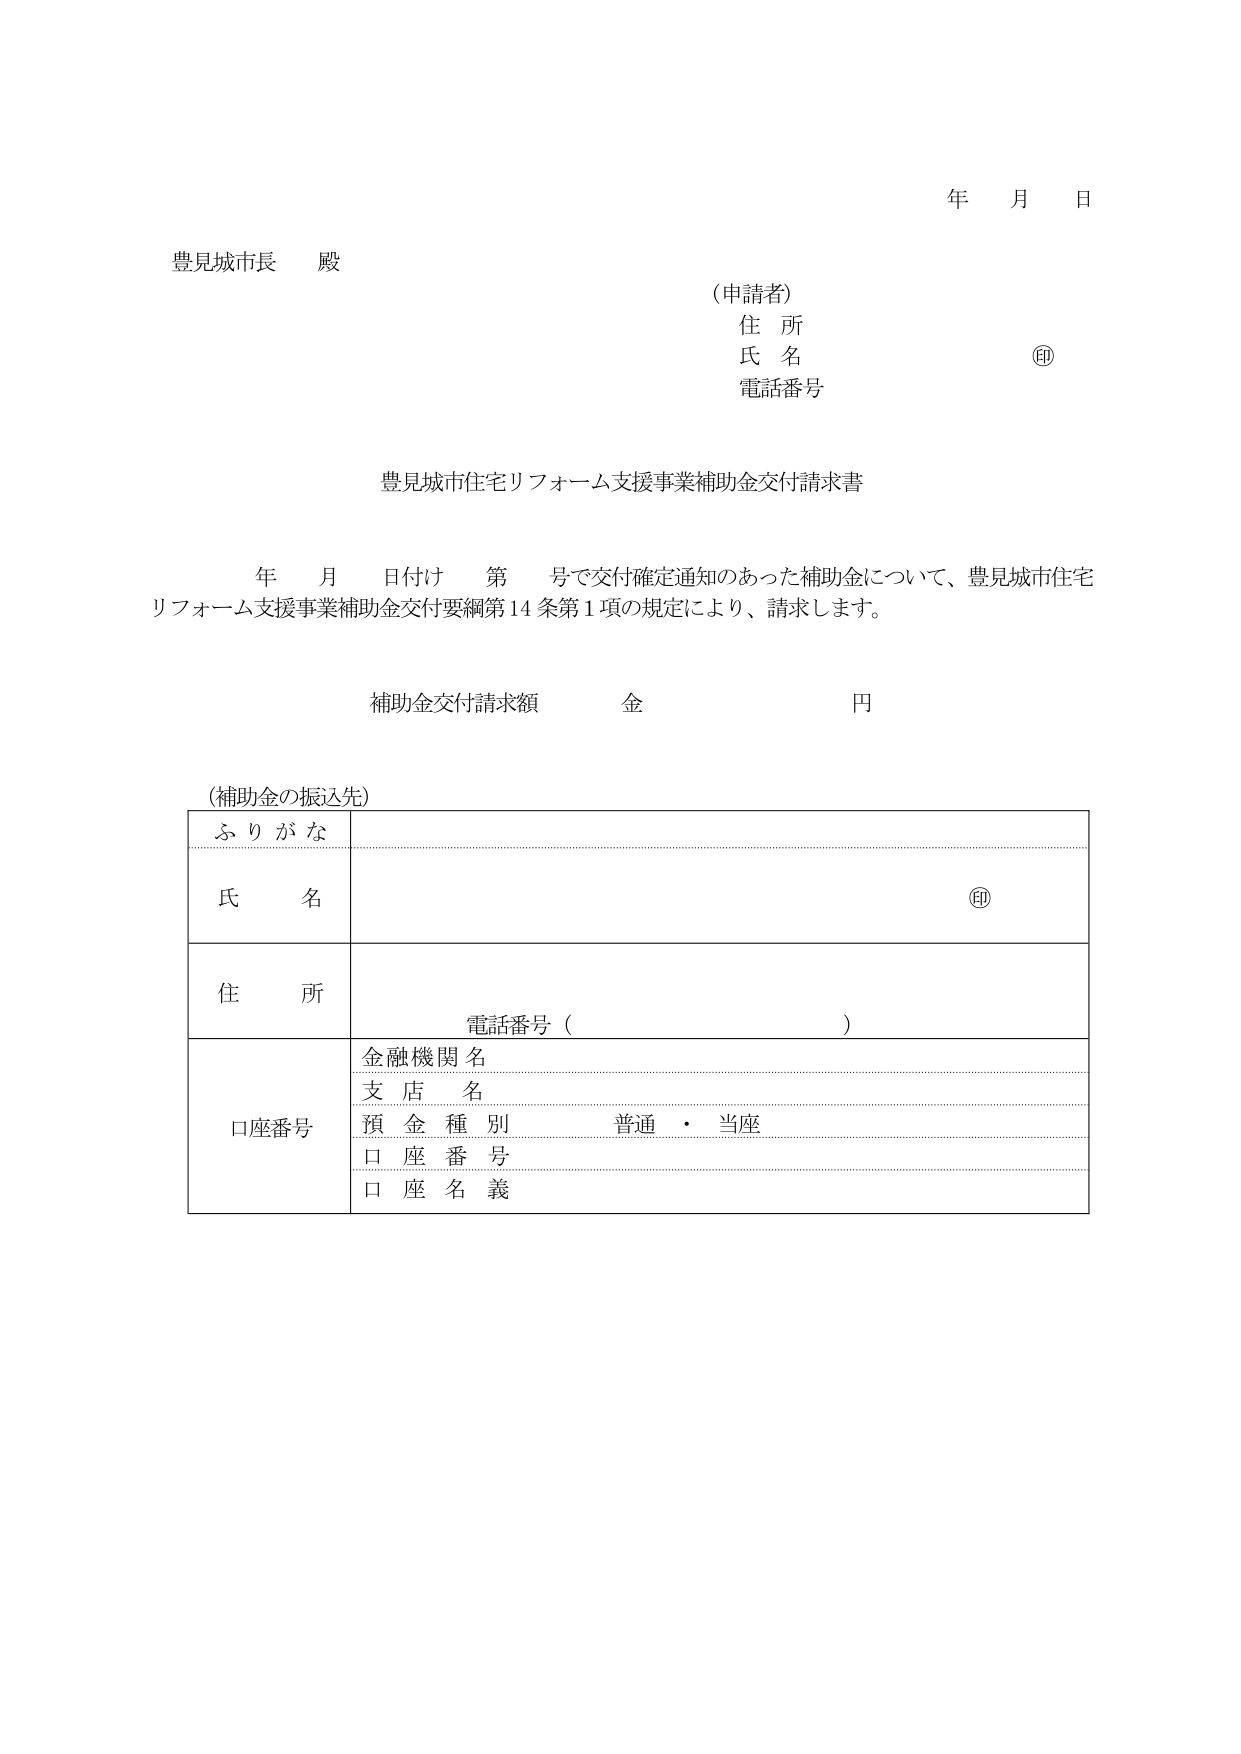 年　月　日
豊見城市長　殿
（申請者）
住　所
氏　名　㊞
電話番号
豊見城市住宅リフォーム支援事業補助金交付請求書
年　月　日付け　第　号で交付確定通知のあった補助金について、豊見城市住宅
リフォーム支援事業補助金交付要綱第14条第1項の規定により、請求します。
補助金交付請求額　金　円
（補助金の振込先）
ふりがな
氏　名　㊞
住　所
電話番号（　）
口座番号
金融機関名
支店名
預金種別　普通・当座
口座番号
口座名義